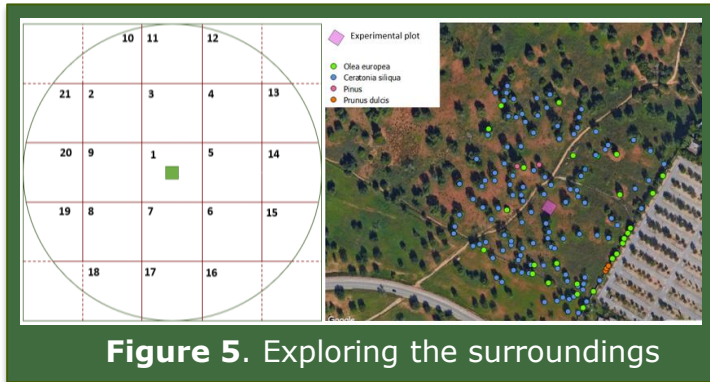 10 11 12
21 2 3 4 13
20 9 1 5 14
19 8 7 6 15
18 17 16
Experimental plot
Olea europea
Ceratonia siliqua
Pinus
Prunus dulcis
Google
Figure 5. Exploring the surroundings